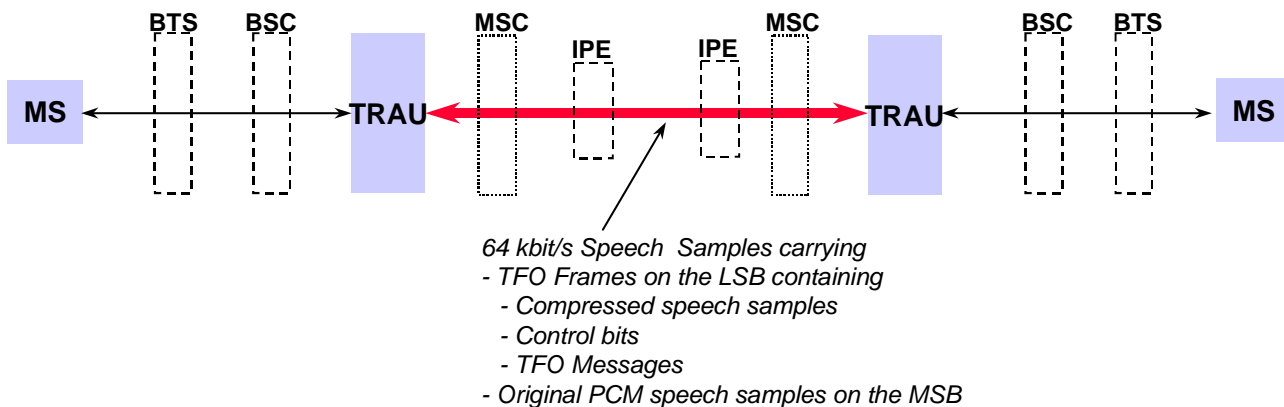 BTS BSC MSC IPE IPE MSC BSC BTS
MS TRAU TRAU MS
64 kbit/s Speech Samples carrying
- TFO Frames on the LSB containing
- Compressed speech samples
- Control bits
- TFO Messages
- Original PCM speech samples on the MSB